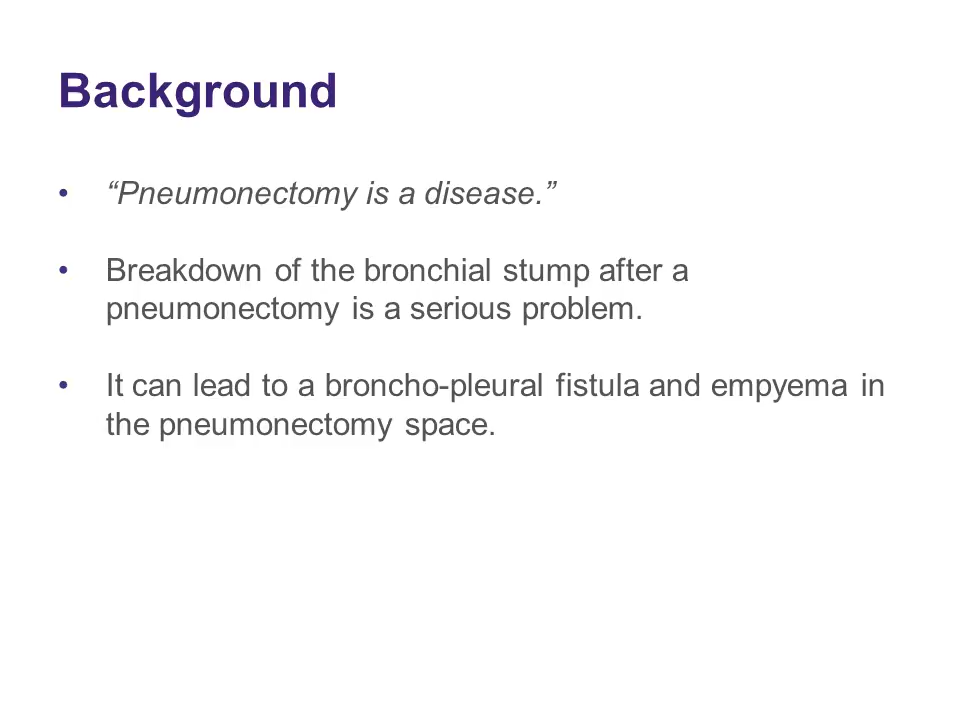 Background
• “Pneumonectomy is a disease.”
• Breakdown of the bronchial stump after a
pneumonectomy is a serious problem.
• It can lead to a broncho-pleural fistula and empyema in
the pneumonectomy space.